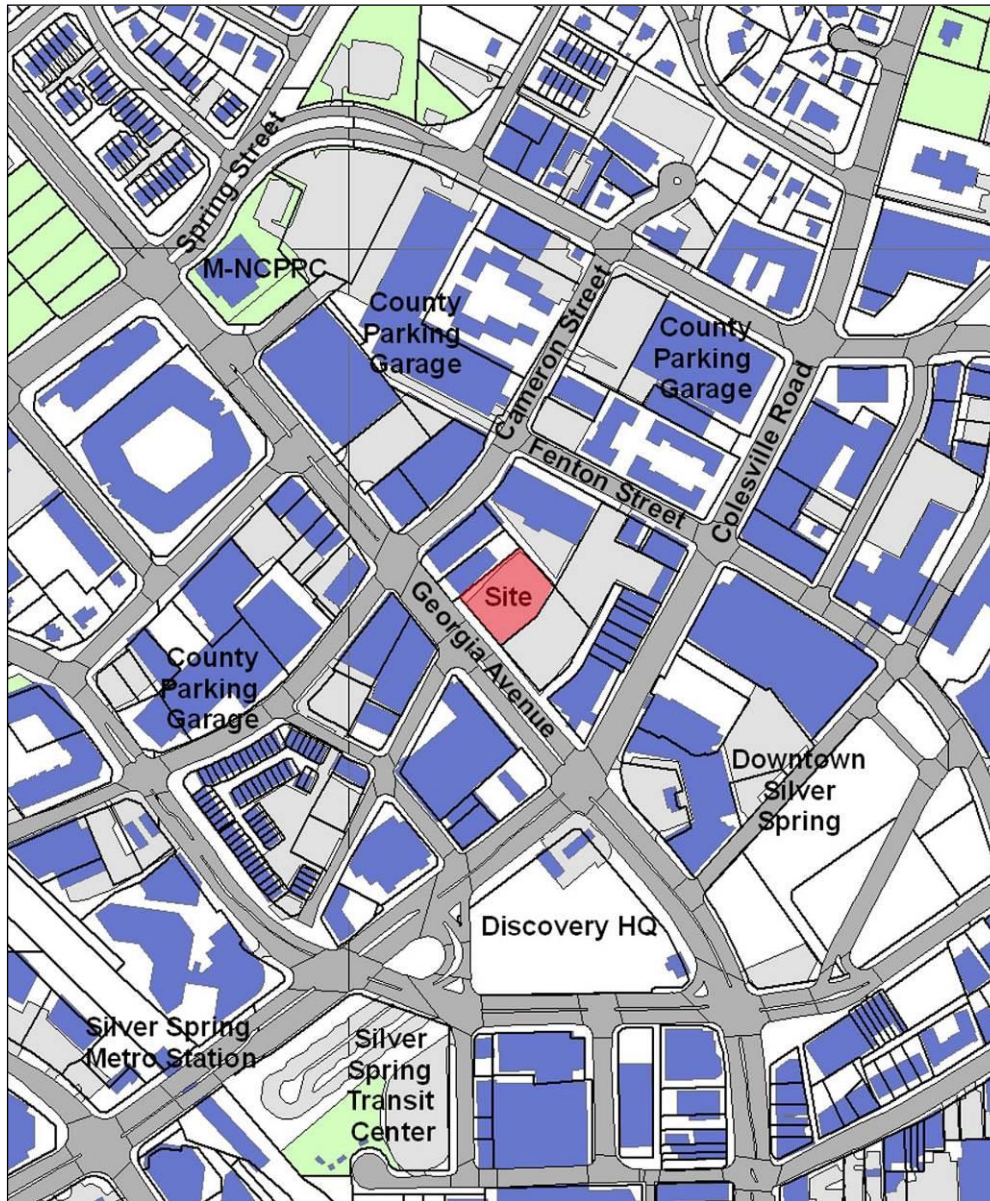 Spring Street
M-NCPPC
County
Parking
Garage
Cameron Street
County
Parking
Garage
Colesville Road
Fenton Street
Site
Georgia Avenue
County
Parking
Garage
Downtown
Silver
Spring
Discovery HQ
Silver Spring
Metro Station
Silver
Spring
Transit
Center